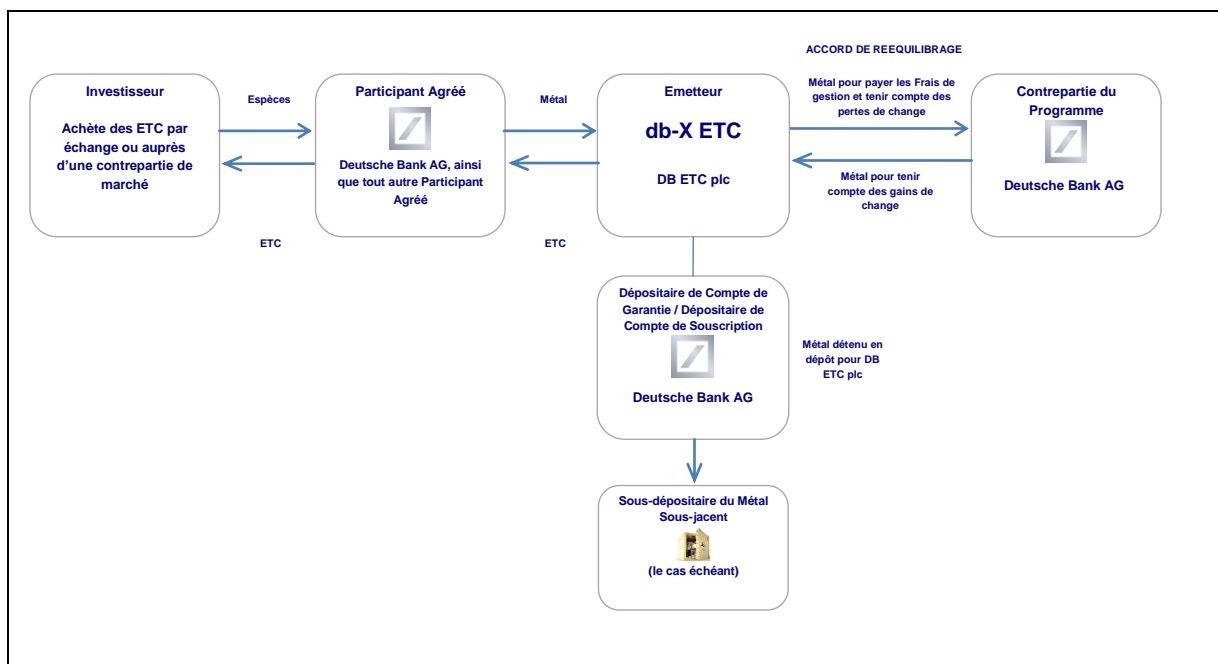 ACCORD DE REEQUILIBRAGE
Investisseur
Achète des ETC par
échange ou auprès
d'une contrepartie de
marché
Espèces
ETC
Participant Agréé
Deutsche Bank AG, ainsi
que tout autre Participant
Agréé
Métal
ETC
Emetteur
db-X ETC
DB ETC plc
Métal pour payer les Frais de
gestion et tenir compte des
pertes de change
Métal pour tenir
compte des gains de
change
Contrepartie du
Programme
Deutsche Bank AG
Dépositaire de Compte de
Garantie / Dépositaire de
Compte de Souscription
Deutsche Bank AG
Métal détenu en
dépôt pour DB
ETC plc
Sous-dépositaire du Métal
Sous-jacent
(le cas échéant)